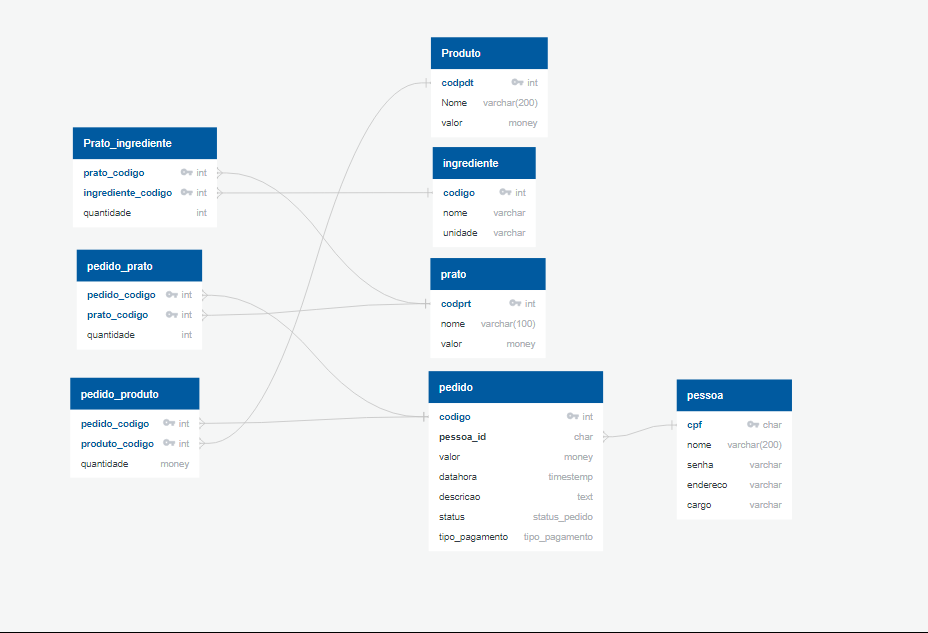 Produto
codpdt int
Nome varchar(200)
valor money
Prato_ingrediente
prato_codigo int
ingrediente_codigo int
quantidade int
ingrediente
codigo int
nome varchar
unidade varchar
pedido_prato
pedido_codigo int
prato_codigo int
quantidade int
prato
codprt int
nome varchar(100)
valor money
pedido_produto
pedido_codigo int
produto_codigo int
quantidade money
pedido
codigo int
pessoa_id char
valor money
datahora timestemp
descricao text
status status_pedido
tipo_pagamento tipo_pagamento
pessoa
cpf char
nome varchar(200)
senha varchar
endereco varchar
cargo varchar